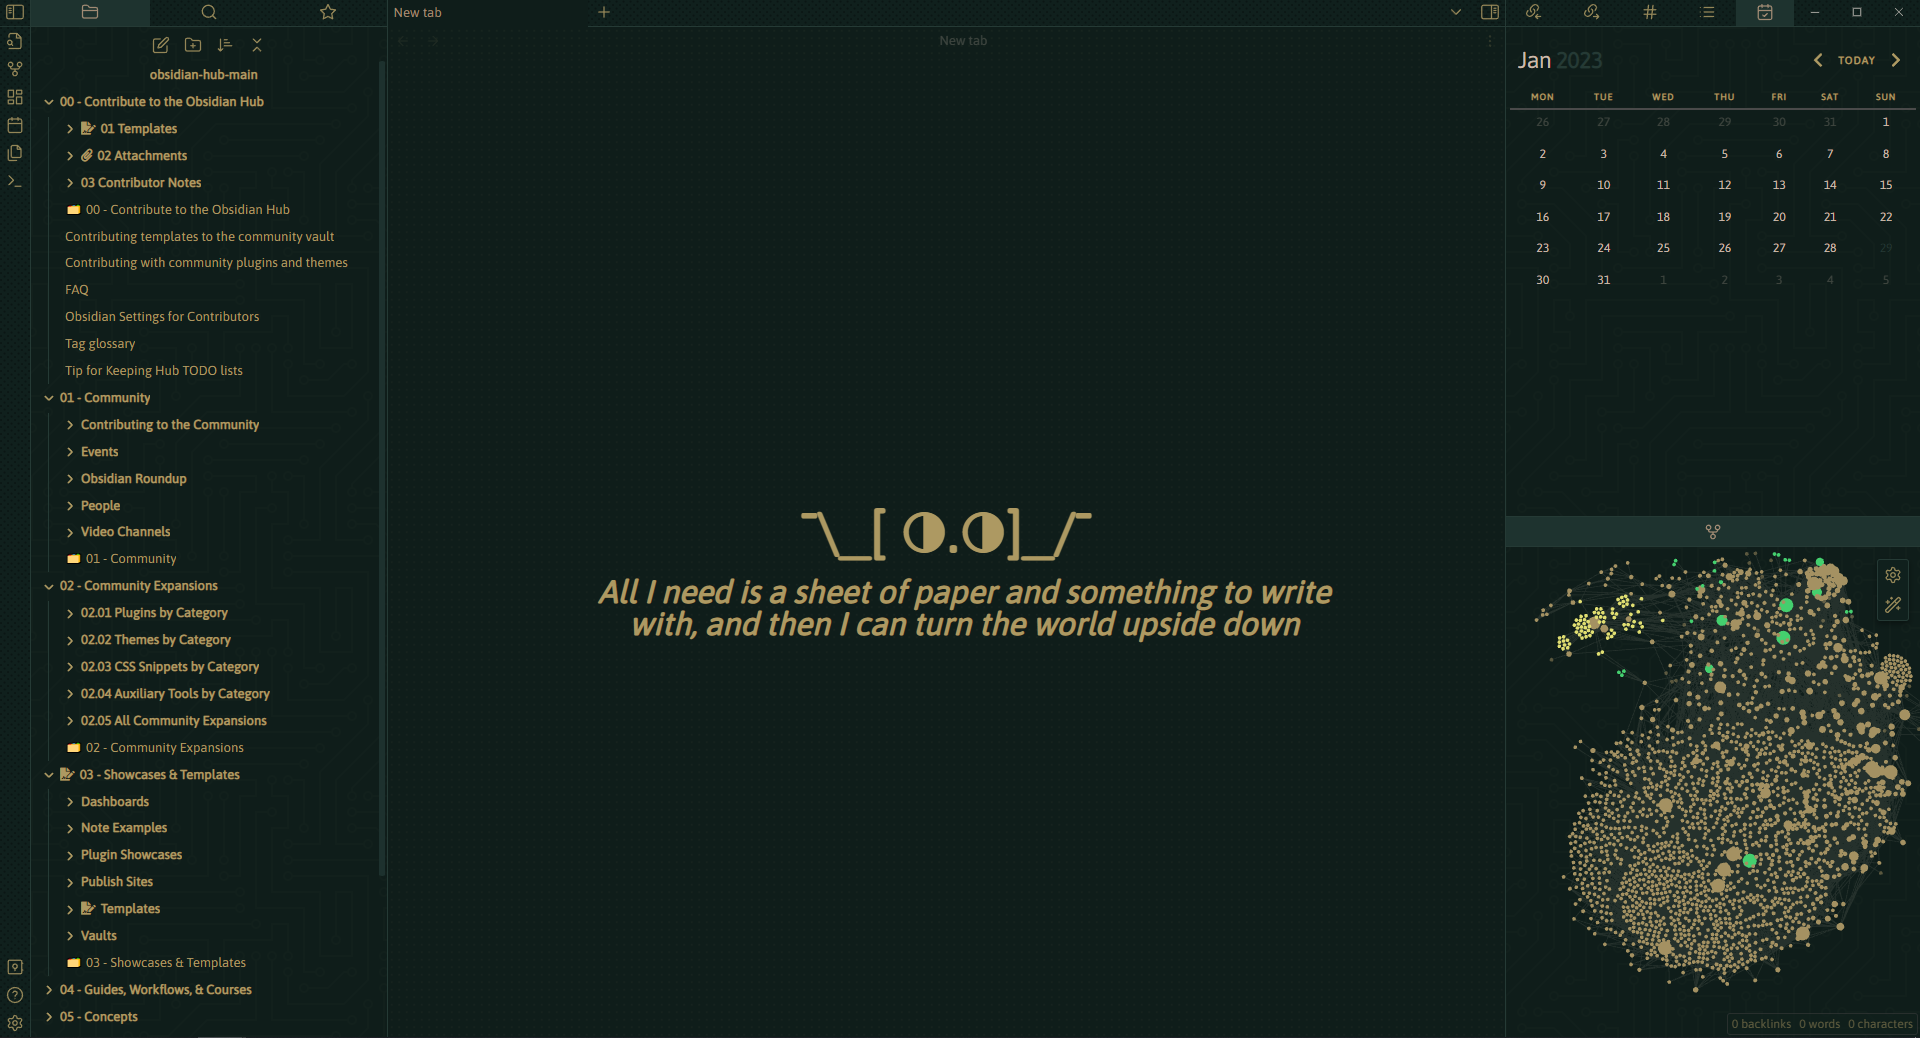 New tab
obsidian-hub-main
00 - Contribute to the Obsidian Hub
01 Templates
02 Attachments
03 Contributor Notes
00 - Contribute to the Obsidian Hub
Contributing templates to the community vault
Contributing with community plugins and themes
FAQ
Obsidian Settings for Contributors
Tag glossary
Tip for Keeping Hub TODO lists
01 - Community
Contributing to the Community
Events
Obsidian Roundup
People
Video Channels
01 - Community
02 - Community Expansions
02.01 Plugins by Category
02.02 Themes by Category
02.03 CSS Snippets by Category
02.04 Auxiliary Tools by Category
02.05 All Community Expansions
02 - Community Expansions
03 - Showcases & Templates
Dashboards
Note Examples
Plugin Showcases
Publish Sites
Templates
Vaults
03 - Showcases & Templates
04 - Guides, Workflows, & Courses
05 - Concepts
New tab
¯\_[ ◑.◑]_/¯
All I need is a sheet of paper and something to write
with, and then I can turn the world upside down
Jan 2023 TODAY
MON TUE WED THU FRI SAT SUN
26 27 28 29 30 31 1
2 3 4 5 6 7 8
9 10 11 12 13 14 15
16 17 18 19 20 21 22
23 24 25 26 27 28 29
30 31 1 2 3 4 5
0 backlinks 0 words 0 characters